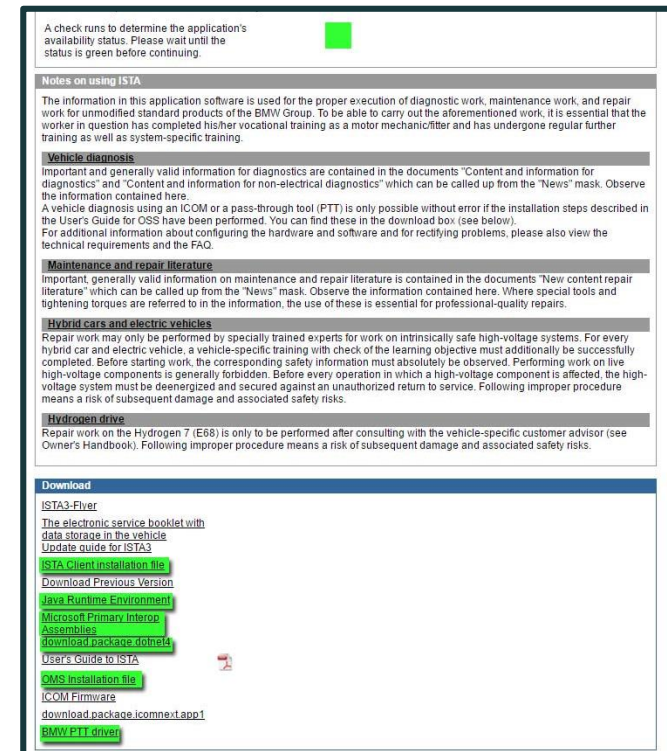 A check runs to determine the application's
availability status. Please wait until the
status is green before continuing.
Notes on using ISTA
The information in this application software is used for the proper execution of diagnostic work, maintenance work, and repair
work for unmodified standard products of the BMW Group. To be able to carry out the aforementioned work, it is essential that the
worker in question has completed his/her vocational training as a motor mechanic/fitter and has undergone regular further
training as well as system-specific training.
Vehicle diagnosis
Important and generally valid information for diagnostics are contained in the documents "Content and information for
diagnostics" and "Content and information for non-electrical diagnostics" which can be called up from the "News" mask. Observe
the information contained here.
A vehicle diagnosis using an ICOM or a pass-through tool (PTT) is only possible without error if the installation steps described in
the User's Guide for OSS have been performed. You can find these in the download box (see below).
For additional information about configuring the hardware and software and for rectifying problems, please also view the
technical requirements and the FAQ.
Maintenance and repair literature
Important, generally valid information on maintenance and repair literature is contained in the documents "New content repair
literature" which can be called up from the "News" mask. Observe the information contained here. Where special tools and
tightening torques are referred to in the information, the use of these is essential for professional-quality repairs.
Hybrid cars and electric vehicles
Repair work may only be performed by specially trained experts for work on intrinsically safe high-voltage systems. For every
hybrid car and electric vehicle, a vehicle-specific training with check of the learning objective must additionally be successfully
completed. Before starting work, the corresponding safety information must absolutely be observed. Performing work on live
high-voltage components is generally forbidden. Before every operation in which a high-voltage component is affected, the high-
voltage system must be deenergized and secured against an unauthorized return to service. Following improper procedure
means a risk of subsequent damage and associated safety risks.
Hydrogen drive
Repair work on the Hydrogen 7 (E68) is only to be performed after consulting with the vehicle-specific customer advisor (see
Owner's Handbook). Following improper procedure means a risk of subsequent damage and associated safety risks.
Download
ISTA3-Flyer
The electronic service booklet with
data storage in the vehicle
Update guide for ISTA3
ISTA Client installation file
Download Previous Version
Java Runtime Environment
Microsoft Primary Interop
Assemblies
download.package.dotnet4
User's Guide to ISTA
OMS Installation file
ICOM Firmware
download.package.icomnext.app1
BMW PTT driver